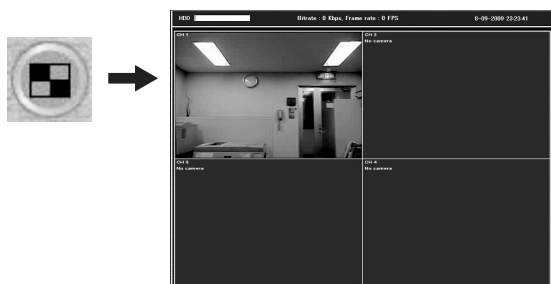 HDD Bitrate : 0 Kbps, Frame rate : 0 FPS 8-09-2009 23:23:41
CH 1
CH 2
No camera
CH 3
No camera
CH 4
No camera